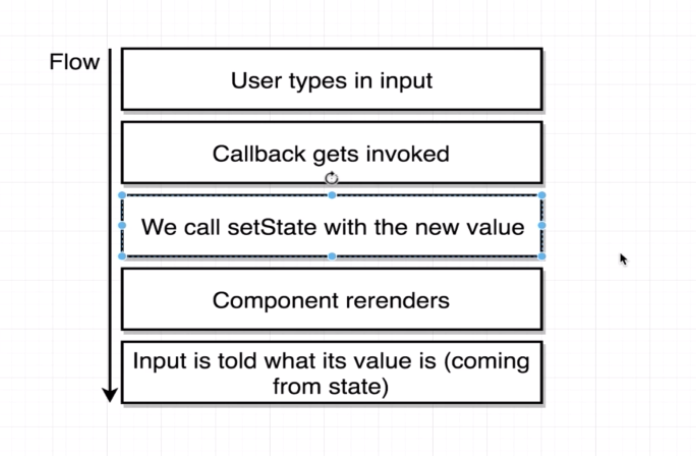 Flow
User types in input
Callback gets invoked
We call setState with the new value
Component rerenders
Input is told what its value is (coming
from state)